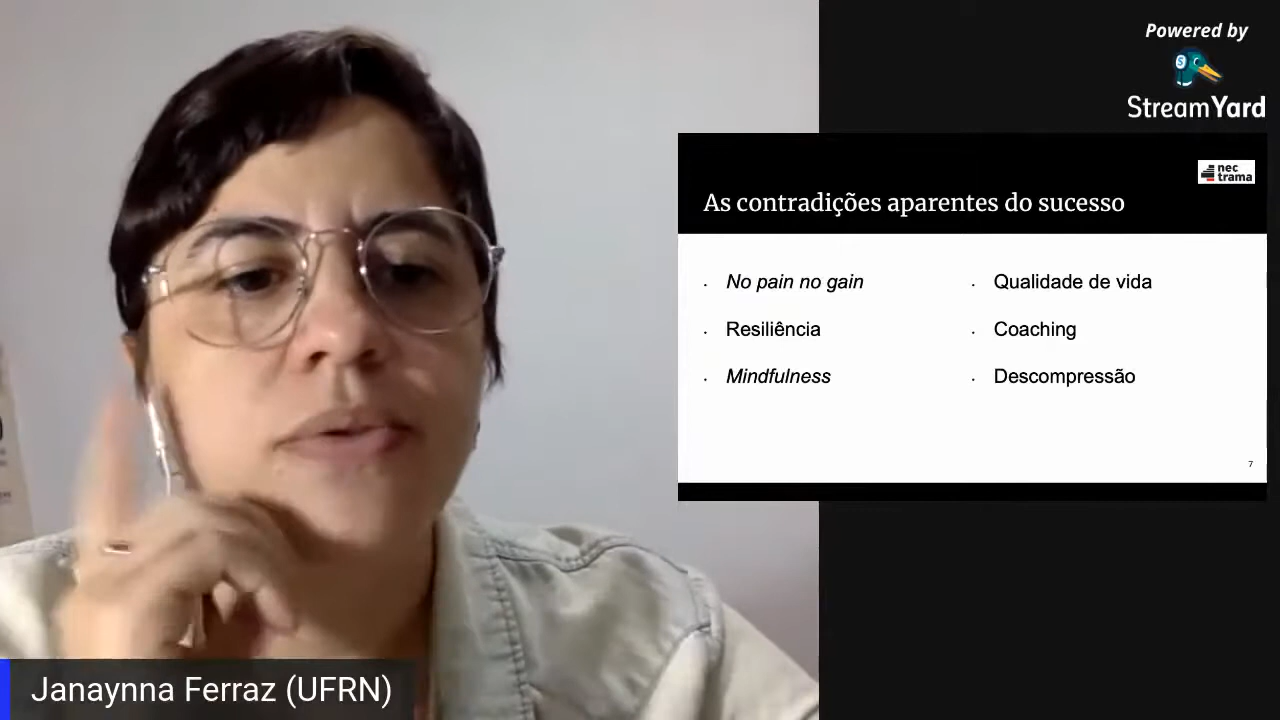 Powered by
StreamYard
nec
trama
As contradições aparentes do sucesso
· No pain no gain
· Resiliência
· Mindfulness
· Qualidade de vida
· Coaching
· Descompressão
7
Janaynna Ferraz (UFRN)